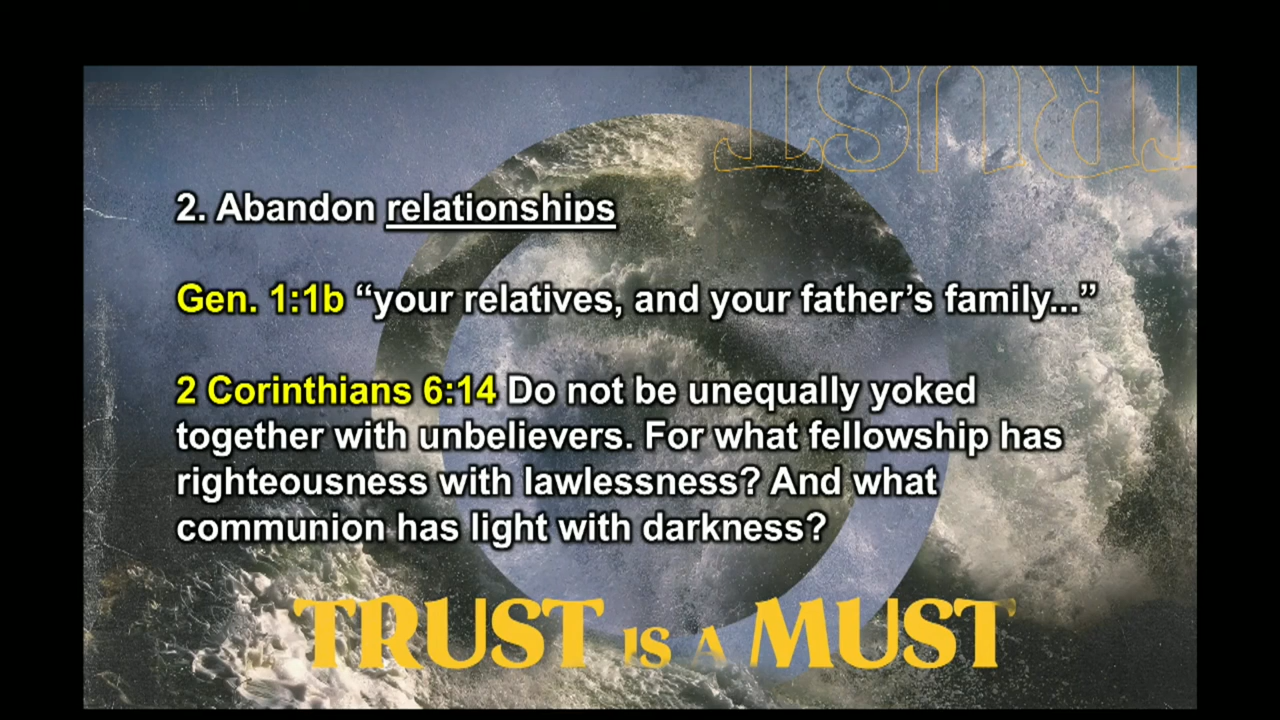 TRUST
2. Abandon relationships
Gen. 1:1b “your relatives, and your father’s family...”
2 Corinthians 6:14 Do not be unequally yoked
together with unbelievers. For what fellowship has
righteousness with lawlessness? And what
communion has light with darkness?
TRUST IS A MUST